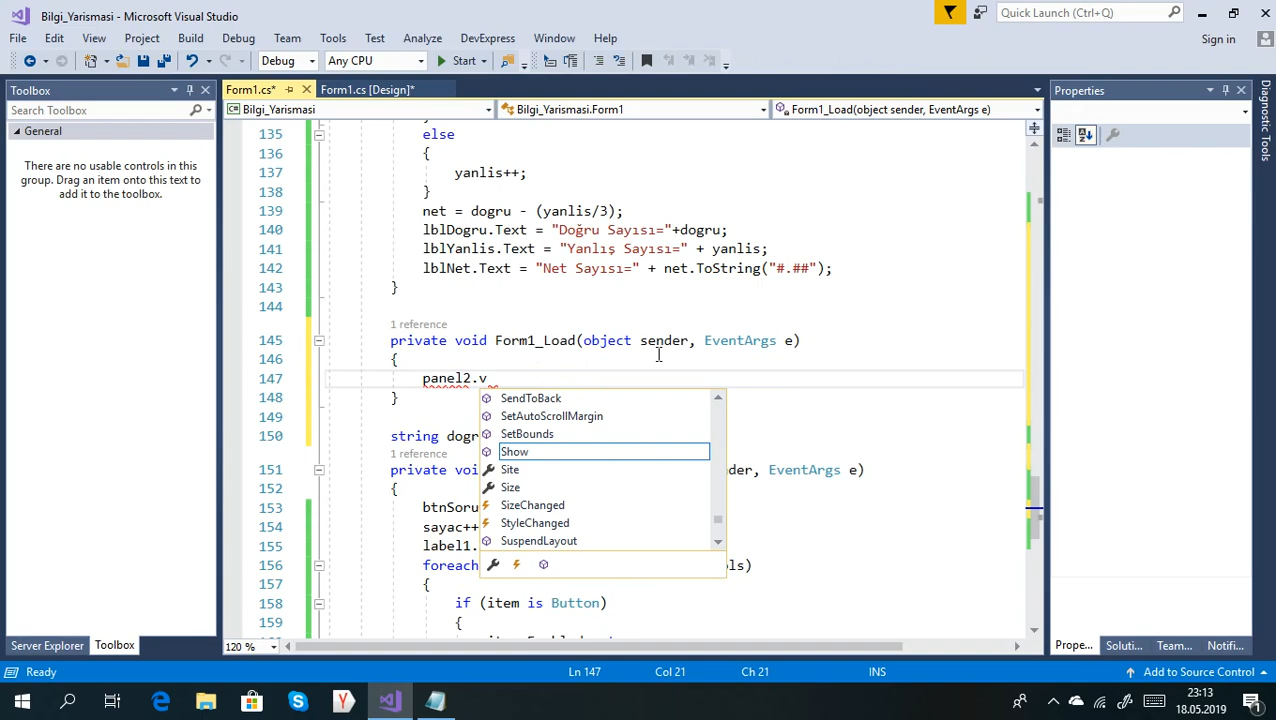 Bilgi_Yarismasi - Microsoft Visual Studio
Quick Launch (Ctrl+Q)
File Edit View Project Build Debug Team Tools Test Analyze DevExpress Window Help
Sign in
Debug Any CPU Start
Toolbox
Form1.cs* Form1.cs [Design]*
Properties
Search Toolbox
Bilgi_Yarismasi Bilgi_Yarismasi.Form1 Form1_Load(object sender, EventArgs e)
General
There are no usable controls in this
group. Drag an item onto this text to
add it to the toolbox.
135 else
136 {
137 yanlis++;
138 }
139 net = dogru - (yanlis/3);
140 lblDogru.Text = "Doğru Sayısı="+dogru;
141 lblYanlis.Text = "Yanlış Sayısı=" + yanlis;
142 lblNet.Text = "Net Sayısı=" + net.ToString("#.##");
143 }
144
1 reference
145 private void Form1_Load(object sender, EventArgs e)
146 {
147 panel2.v
148 }
149
150 string dogr
1 reference
151 private voi der, EventArgs e)
152 {
153 btnSoru
154 sayac++
155 label1.
156 foreach ols)
157 {
158 if (item is Button)
159 {
SendToBack
SetAutoScrollMargin
SetBounds
Show
Site
Size
SizeChanged
StyleChanged
SuspendLayout
Diagnostic Tools
120 %
Server Explorer Toolbox
Prope... Soluti... Team... Notifi...
Ready Ln 147 Col 21 Ch 21 INS Add to Source Control
23:13
18.05.2019
1